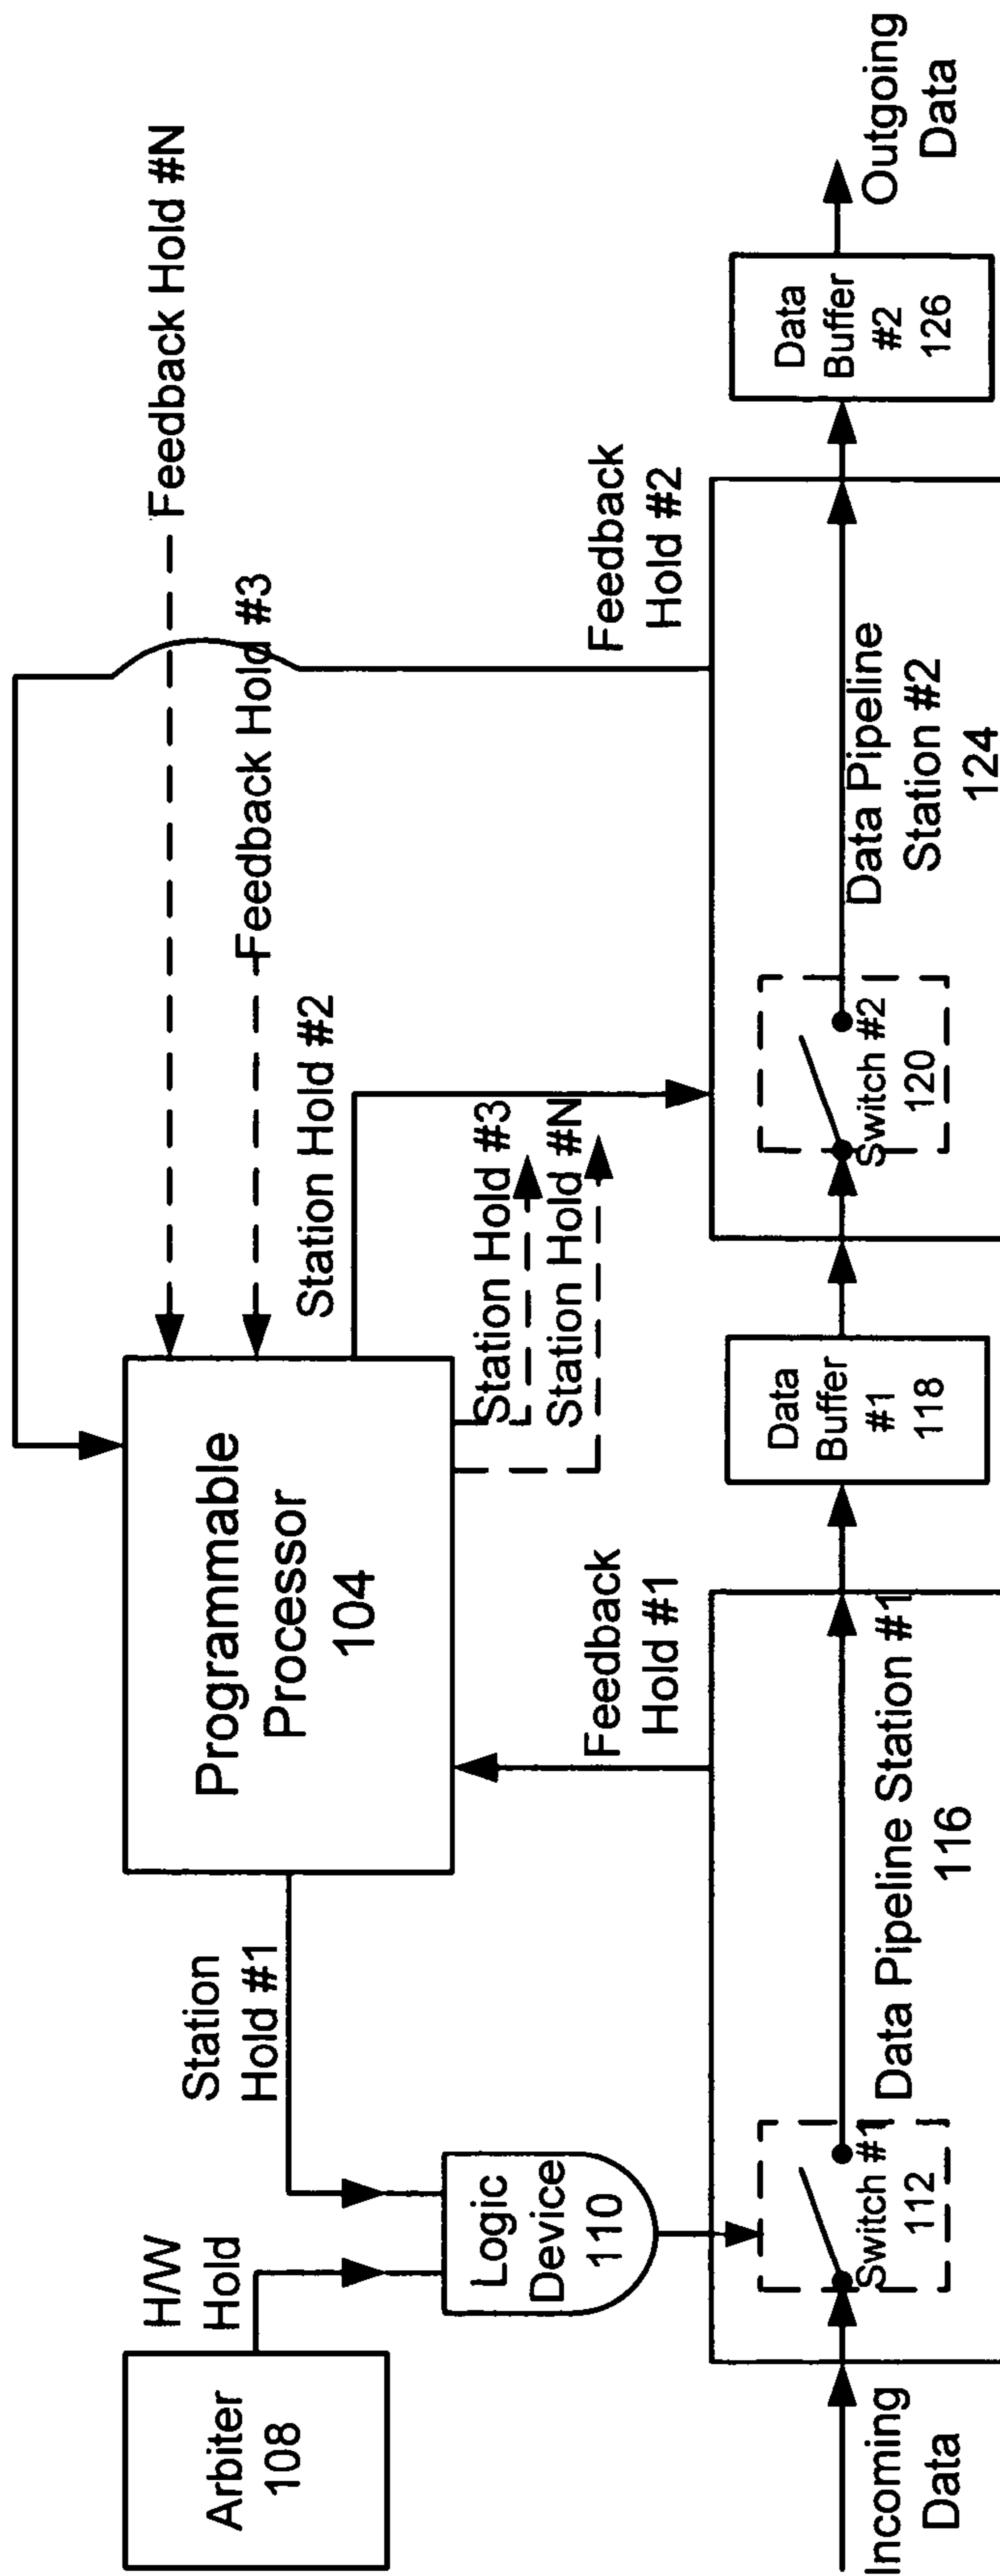 Feedback Hold #N
Feedback Hold #3
Station Hold #2
Programmable
Processor
104
Station
Hold #1
H/W
Hold
Arbiter
108
Logic
Device
110
Station Hold #3
Station Hold #N
Feedback
Hold #1
Feedback
Hold #2
Incoming
Data
Switch #1
112
Data Pipeline Station #1
116
Data
Buffer
#1
118
Switch #2
120
Data Pipeline
Station #2
124
Data
Buffer
#2
126
Outgoing
Data